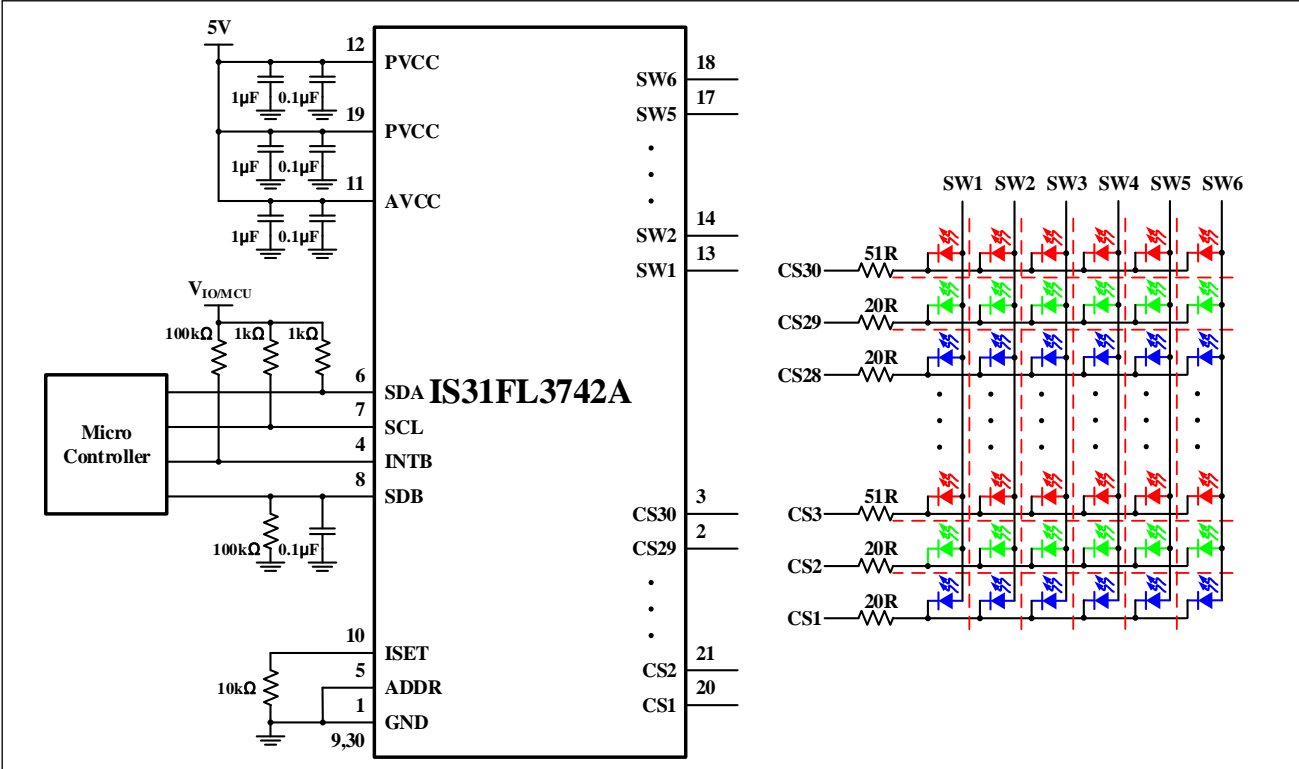 5V
12
PVCC
1µF 0.1µF
19
PVCC
1µF 0.1µF
11
AVCC
1µF 0.1µF
18
SW6
17
SW5
14
SW2
13
SW1
V_IO/MCU
100kΩ 1kΩ 1kΩ
Micro
Controller
6
SDA
7
SCL
4
INTB
8
SDB
100kΩ 0.1µF
IS31FL3742A
3
CS30
2
CS29
10
ISET
10kΩ
5
ADDR
1
GND
9,30
21
CS2
20
CS1
SW1 SW2 SW3 SW4 SW5 SW6
CS30 51R
CS29 20R
CS28 20R
CS3 51R
CS2 20R
CS1 20R